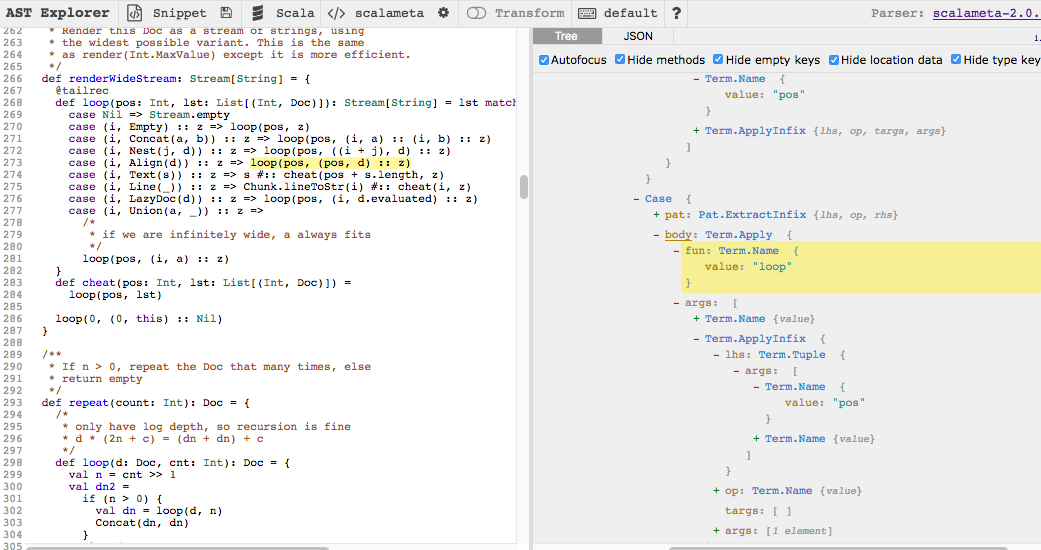 AST Explorer Snippet Scala </> scalameta Transform default ? Parser: scalameta-2.0.
Tree JSON 1.
Autofocus Hide methods Hide empty keys Hide location data Hide type key
262 * Render this Doc as a stream of strings, using
263 * the widest possible variant. This is the same
264 * as render(Int.MaxValue) except it is more efficient.
265 */
266 def renderWideStream: Stream[String] = {
267 @tailrec
268 def loop(pos: Int, lst: List[(Int, Doc)]): Stream[String] = lst match
269 case Nil => Stream.empty
270 case (i, Empty) :: z => loop(pos, z)
271 case (i, Concat(a, b)) :: z => loop(pos, (i, a) :: (i, b) :: z)
272 case (i, Nest(j, d)) :: z => loop(pos, ((i + j), d) :: z)
273 case (i, Align(d)) :: z => loop(pos, (pos, d) :: z)
274 case (i, Text(s)) :: z => s #:: cheat(pos + s.length, z)
275 case (i, Line(_)) :: z => Chunk.lineToStr(i) #:: cheat(i, z)
276 case (i, LazyDoc(d)) :: z => loop(pos, (i, d.evaluated) :: z)
277 case (i, Union(a, _)) :: z =>
278 /*
279 * if we are infinitely wide, a always fits
280 */
281 loop(pos, (i, a) :: z)
282 }
283 def cheat(pos: Int, lst: List[(Int, Doc)]) =
284 loop(pos, lst)
285
286 loop(0, (0, this) :: Nil)
287 }
288
289 /**
290 * If n > 0, repeat the Doc that many times, else
291 * return empty
292 */
293 def repeat(count: Int): Doc = {
294 /*
295 * only have log depth, so recursion is fine
296 * d * (2n + c) = (dn + dn) + c
297 */
298 def loop(d: Doc, cnt: Int): Doc = {
299 val n = cnt >> 1
300 val dn2 =
301 if (n > 0) {
302 val dn = loop(d, n)
303 Concat(dn, dn)
304 }
305
- Term.Name {
value: "pos"
}
+ Term.ApplyInfix {lhs, op, targs, args}
]
}
}
- Case {
+ pat: Pat.ExtractInfix {lhs, op, rhs}
- body: Term.Apply {
- fun: Term.Name {
value: "loop"
}
- args: [
+ Term.Name {value}
- Term.ApplyInfix {
- lhs: Term.Tuple {
- args: [
- Term.Name {
value: "pos"
}
+ Term.Name {value}
]
}
+ op: Term.Name {value}
targs: [ ]
+ args: [1 element]